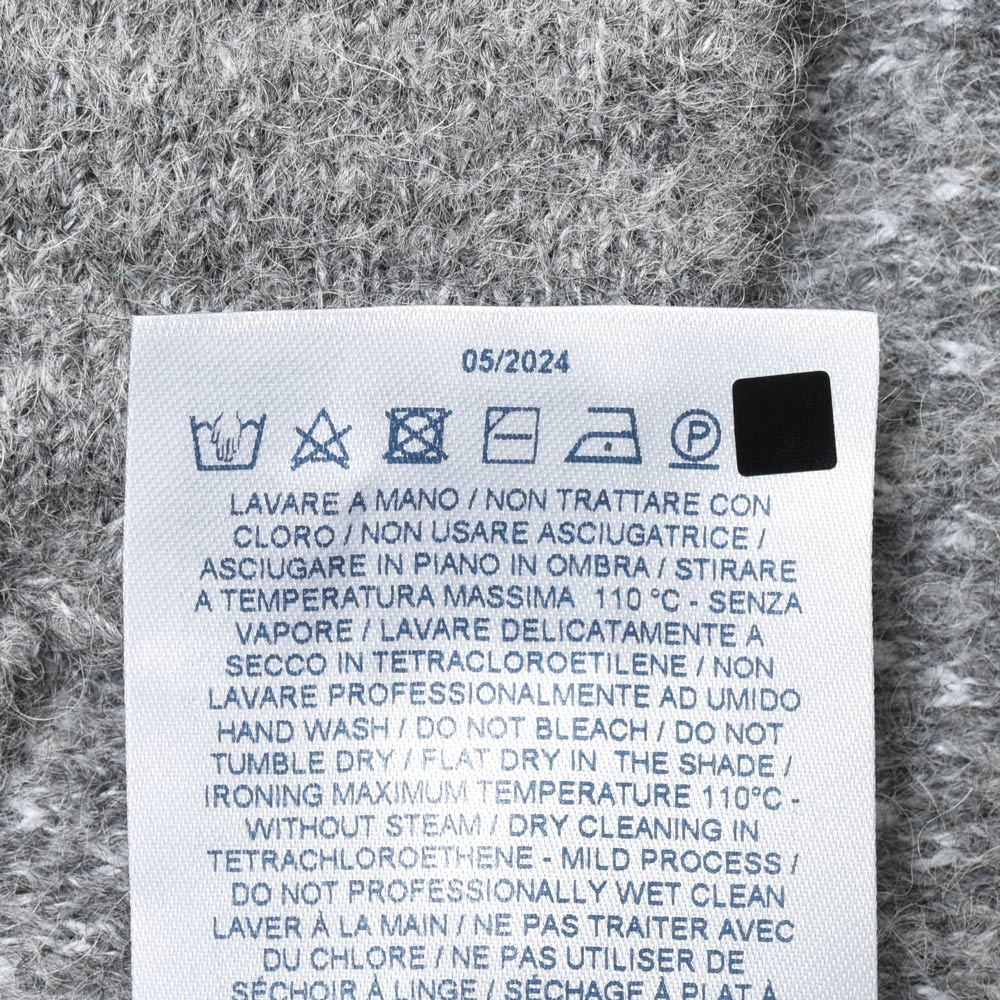 05/2024
P
LAVARE A MANO / NON TRATTARE CON
CLORO / NON USARE ASCIUGATRICE /
ASCIUGARE IN PIANO IN OMBRA / STIRARE
A TEMPERATURA MASSIMA 110 °C - SENZA
VAPORE / LAVARE DELICATAMENTE A
SECCO IN TETRACLOROETILENE / NON
LAVARE PROFESSIONALMENTE AD UMIDO
HAND WASH / DO NOT BLEACH / DO NOT
TUMBLE DRY / FLAT DRY IN THE SHADE /
IRONING MAXIMUM TEMPERATURE 110°C -
WITHOUT STEAM / DRY CLEANING IN
TETRACHLOROETHENE - MILD PROCESS /
DO NOT PROFESSIONALLY WET CLEAN
LAVER À LA MAIN / NE PAS TRAITER AVEC
DU CHLORE / NE PAS UTILISER DE
SÉCHOIR À LINGE / SÉCHAGE À PLAT À